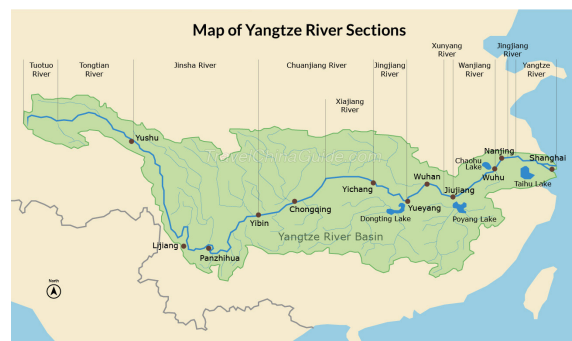 Map of Yangtze River Sections
Tuotuo
River
Tongtian
River
Jinsha River
Chuanjiang River
Xiajiang
River
Jingjiang
River
Xunyang
River
Wanjiang
River
Jingjiang
River
Yangtze
River
Yushu
Lijiang
Panzhihua
Yibin
Chongqing
Yichang
Dongting Lake
Yueyang
Wuhan
Jiujiang
Poyang Lake
Chaohu
Lake
Wuhu
Nanjing
Shanghai
Taihu Lake
Yangtze River Basin
North